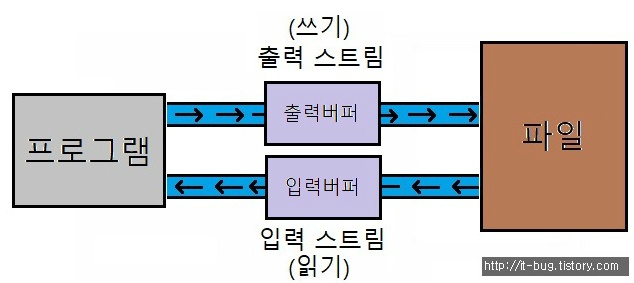 (쓰기)
출력 스트림
출력버퍼
프로그램
파일
입력버퍼
입력 스트림
(읽기)
http://it-bug.tistory.com